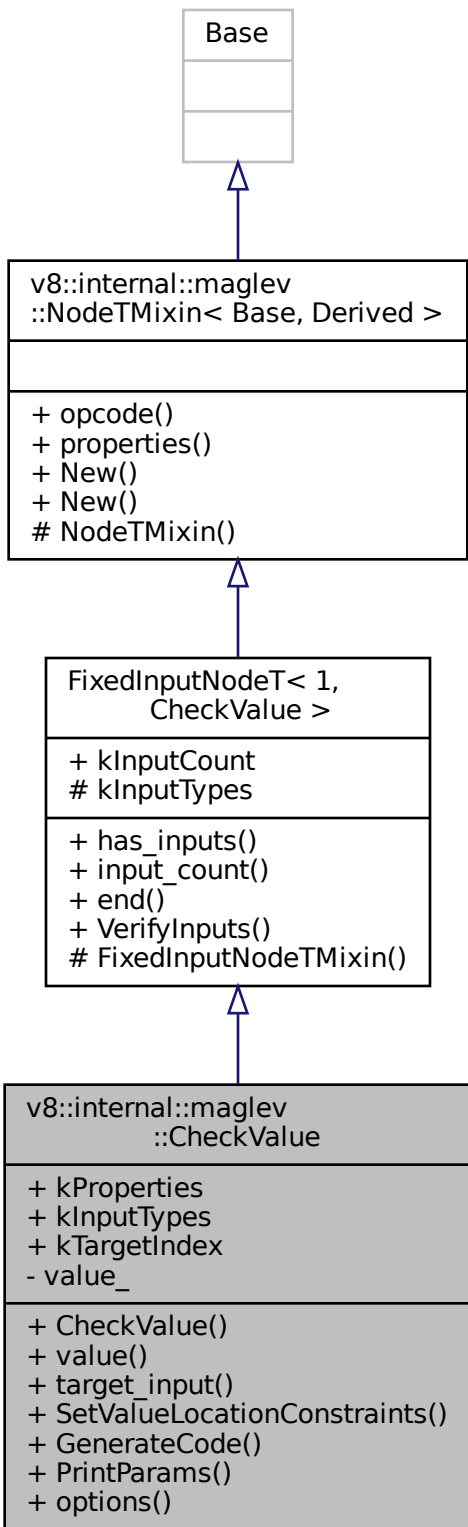 Base
v8::internal::maglev
::NodeTMixin< Base, Derived >
+ opcode()
+ properties()
+ New()
+ New()
# NodeTMixin()
FixedInputNodeT< 1,
CheckValue >
+ kInputCount
# kInputTypes
+ has_inputs()
+ input_count()
+ end()
+ VerifyInputs()
# FixedInputNodeTMixin()
v8::internal::maglev
::CheckValue
+ kProperties
+ kInputTypes
+ kTargetIndex
- value_
+ CheckValue()
+ value()
+ target_input()
+ SetValueLocationConstraints()
+ GenerateCode()
+ PrintParams()
+ options()